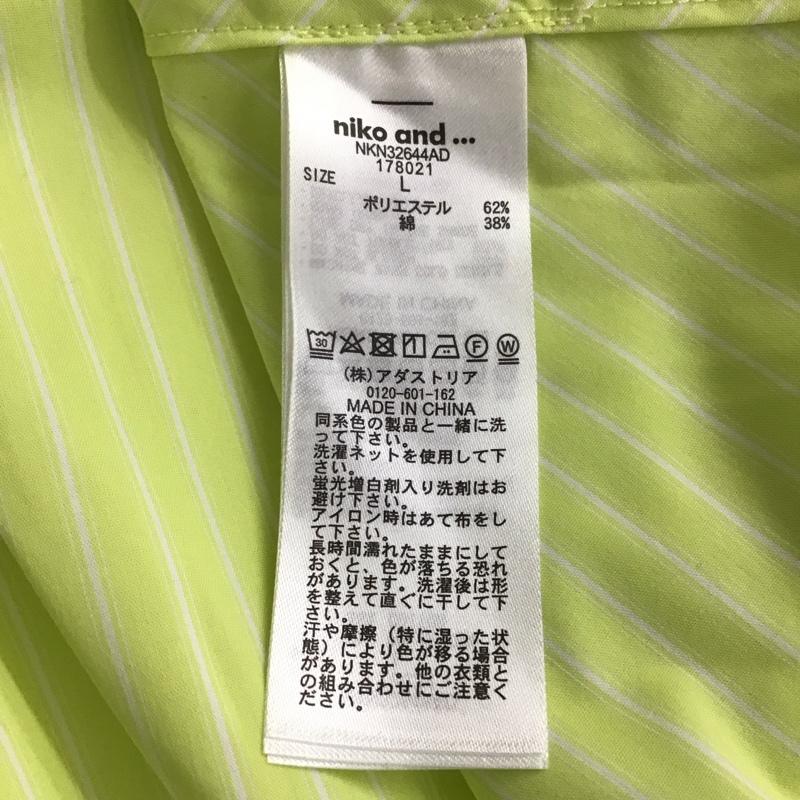 niko and ...
NKN32644AD
178021
SIZE L
ポリエステル 62%
綿 38%
30 F W
(株)アダストリア
0120-601-162
MADE IN CHINA
同系色の製品と一緒に洗
って下さい。
洗濯ネットを使用して下
さい。
蛍光増白剤入り洗剤はお
避け下さい。
アイロン時はあて布をし
て下さい。
長時間濡れたままにして
おくと、色が落ちる恐れ
があります。洗濯後は形
を整えて直ぐに干して下
さい。
汗や摩擦(特に湿った状
態)により色が移る場合
があります。他の衣類と
の組み合わせにご注意く
ださい。